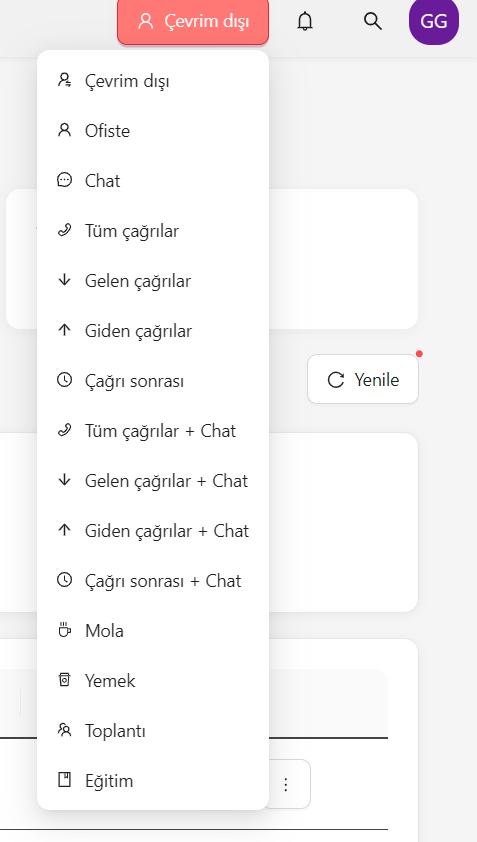 Çevrim dışı
GG
Çevrim dışı
Ofiste
Chat
Tüm çağrılar
Gelen çağrılar
Giden çağrılar
Yenile
Çağrı sonrası
Tüm çağrılar + Chat
Gelen çağrılar + Chat
Giden çağrılar + Chat
Çağrı sonrası + Chat
Mola
Yemek
Toplantı
Eğitim